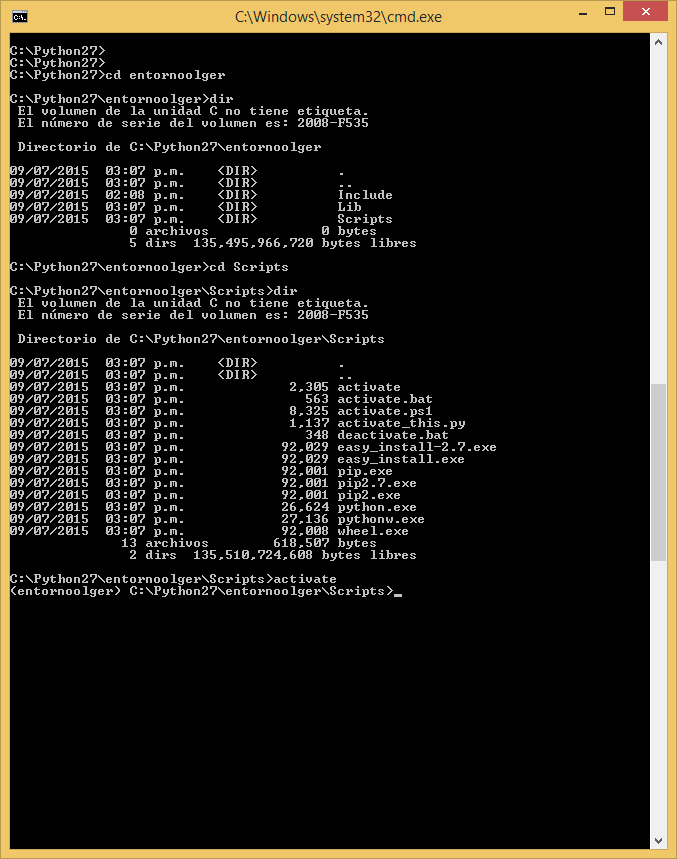 C:\Windows\system32\cmd.exe
C:\Python27>
C:\Python27>
C:\Python27>cd entornoolger
C:\Python27\entornoolger>dir
El volumen de la unidad C no tiene etiqueta.
El número de serie del volumen es: 2008-F535
Directorio de C:\Python27\entornoolger
09/07/2015  03:07 p.m.    <DIR>          .
09/07/2015  03:07 p.m.    <DIR>          ..
09/07/2015  02:08 p.m.    <DIR>          Include
09/07/2015  03:07 p.m.    <DIR>          Lib
09/07/2015  03:07 p.m.    <DIR>          Scripts
0 archivos              0 bytes
5 dirs  135,495,966,720 bytes libres
C:\Python27\entornoolger>cd Scripts
C:\Python27\entornoolger\Scripts>dir
El volumen de la unidad C no tiene etiqueta.
El número de serie del volumen es: 2008-F535
Directorio de C:\Python27\entornoolger\Scripts
09/07/2015  03:07 p.m.    <DIR>          .
09/07/2015  03:07 p.m.    <DIR>          ..
09/07/2015  03:07 p.m.             2,305 activate
09/07/2015  03:07 p.m.               563 activate.bat
09/07/2015  03:07 p.m.             8,325 activate.ps1
09/07/2015  03:07 p.m.             1,137 activate_this.py
09/07/2015  03:07 p.m.               348 deactivate.bat
09/07/2015  03:07 p.m.            92,029 easy_install-2.7.exe
09/07/2015  03:07 p.m.            92,029 easy_install.exe
09/07/2015  03:07 p.m.            92,001 pip.exe
09/07/2015  03:07 p.m.            92,001 pip2.7.exe
09/07/2015  03:07 p.m.            92,001 pip2.exe
09/07/2015  03:07 p.m.            26,624 python.exe
09/07/2015  03:07 p.m.            27,136 pythonw.exe
09/07/2015  03:07 p.m.            92,008 wheel.exe
13 archivos        618,507 bytes
2 dirs  135,510,724,608 bytes libres
C:\Python27\entornoolger\Scripts>activate
(entornoolger) C:\Python27\entornoolger\Scripts>_